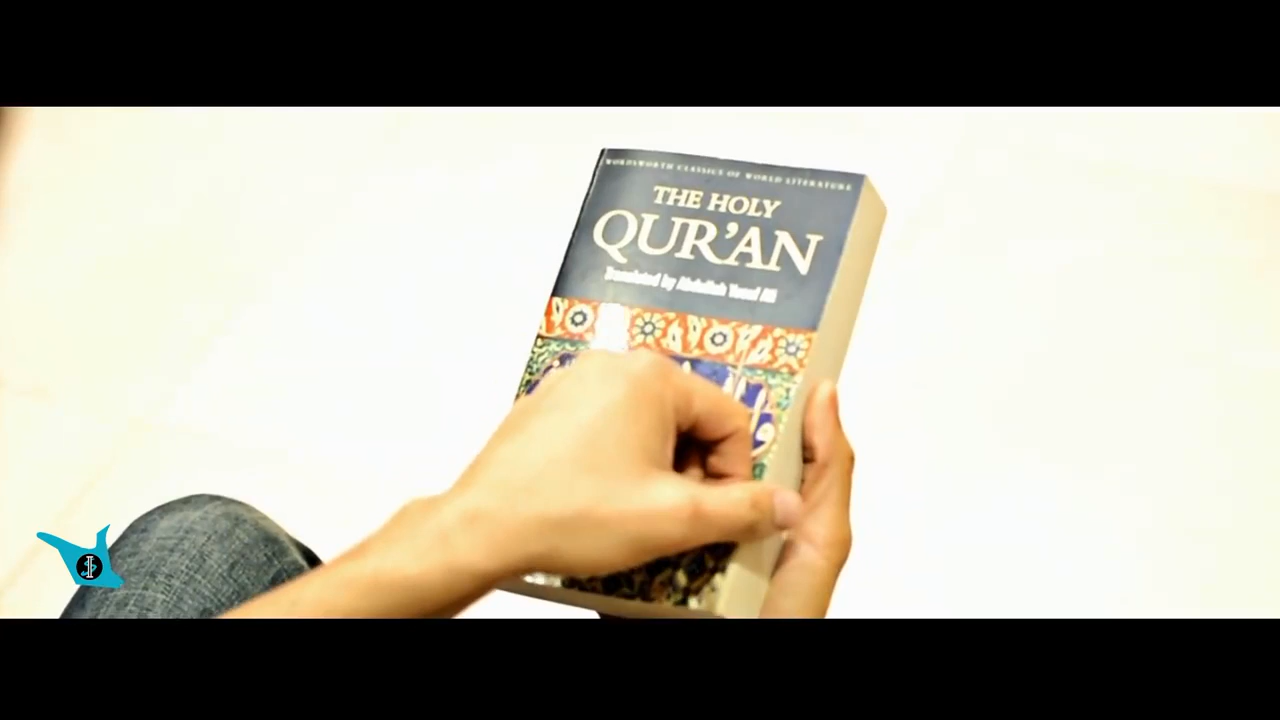 WORDSWORTH CLASSICS OF WORLD LITERATURE
THE HOLY
QUR'AN
Translated by Abdullah Yusuf Ali